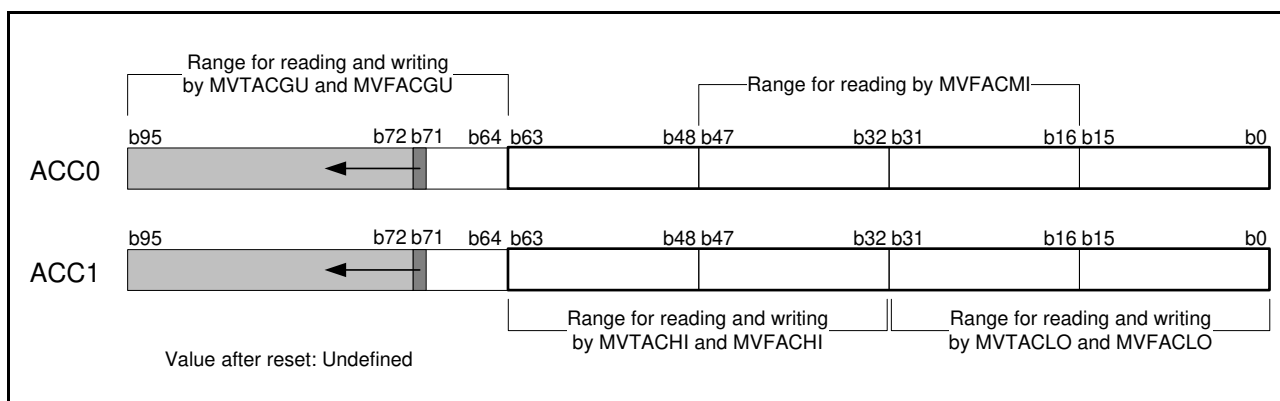 Range for reading and writing
by MVTACGU and MVFACGU
Range for reading by MVFACMI
b95 b72 b71 b64 b63 b48 b47 b32 b31 b16 b15 b0
ACC0
b95 b72 b71 b64 b63 b48 b47 b32 b31 b16 b15 b0
ACC1
Range for reading and writing
by MVTACHI and MVFACHI
Range for reading and writing
by MVTACLO and MVFACLO
Value after reset: Undefined